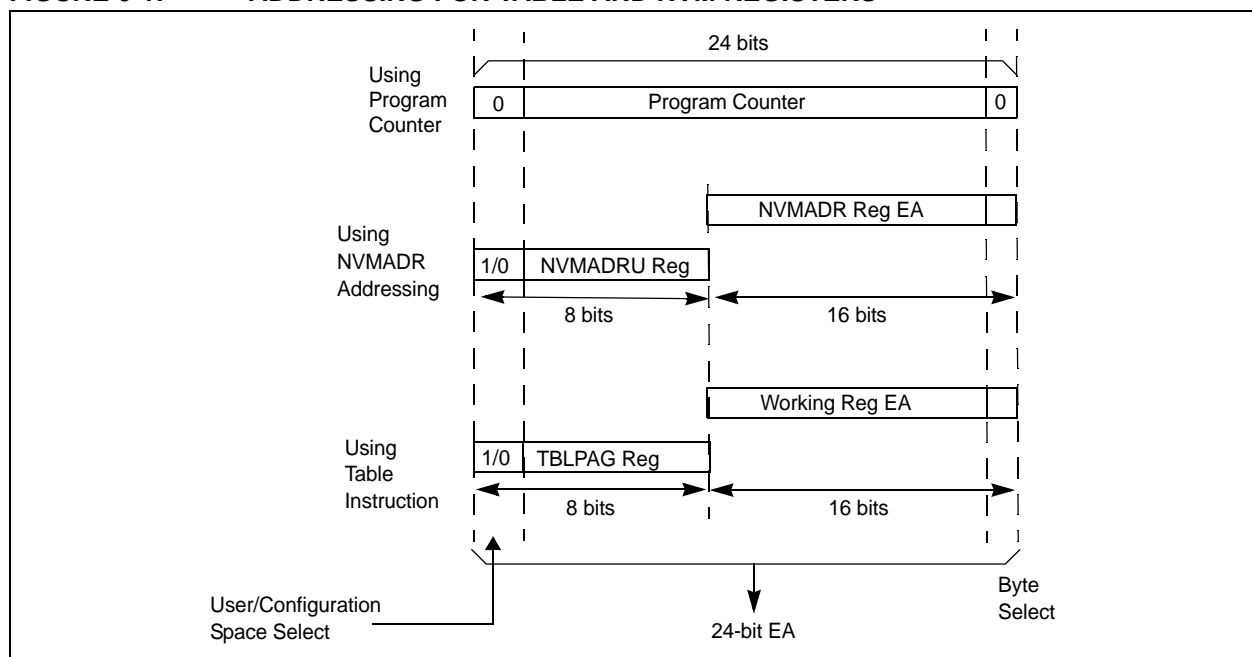 24 bits
Using
Program
Counter
0
Program Counter
0
NVMADR Reg EA
Using
NVMADR
Addressing
1/0
NVMADRU Reg
8 bits
16 bits
Working Reg EA
Using
Table
Instruction
1/0
TBLPAG Reg
8 bits
16 bits
User/Configuration
Space Select
24-bit EA
Byte
Select